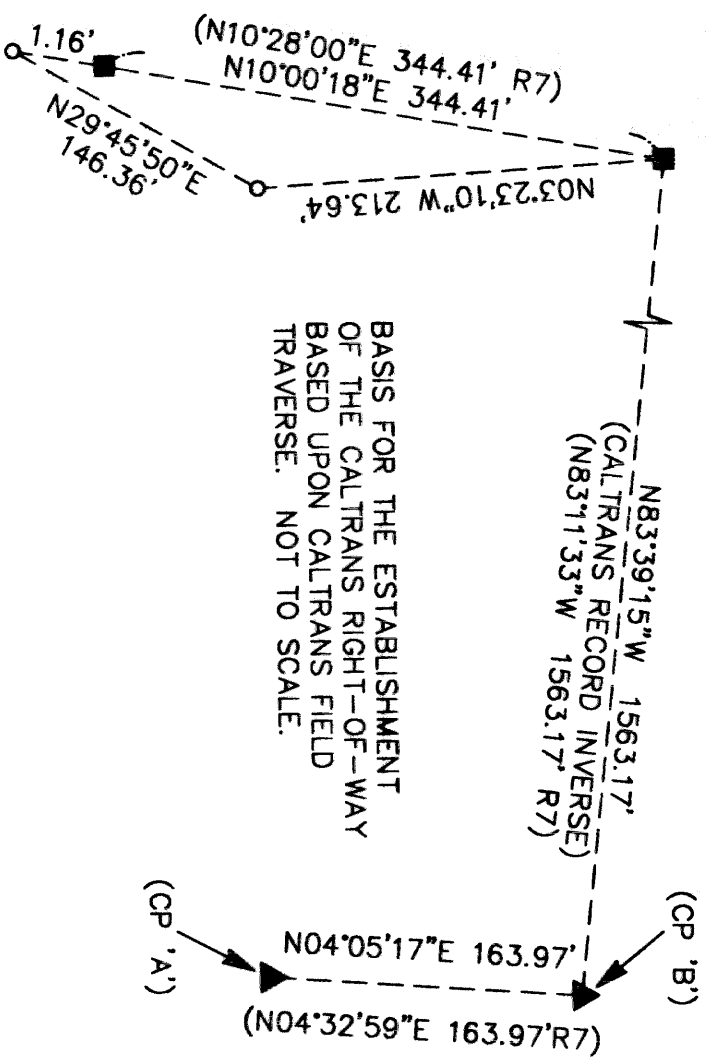 1.16'
(N10°28'00"E 344.41' R7)
N10°00'18"E 344.41'
N29°45'50"E
146.36'
N03°23'10"W 213.64'
N83°39'15"W 1563.17'
(CALTRANS RECORD INVERSE)
(N83°11'33"W 1563.17' R7)
BASIS FOR THE ESTABLISHMENT
OF THE CALTRANS RIGHT-OF-WAY
BASED UPON CALTRANS FIELD
TRAVERSE. NOT TO SCALE.
(CP 'B')
(CP 'A')
N04°05'17"E 163.97'
(N04°32'59"E 163.97'R7)